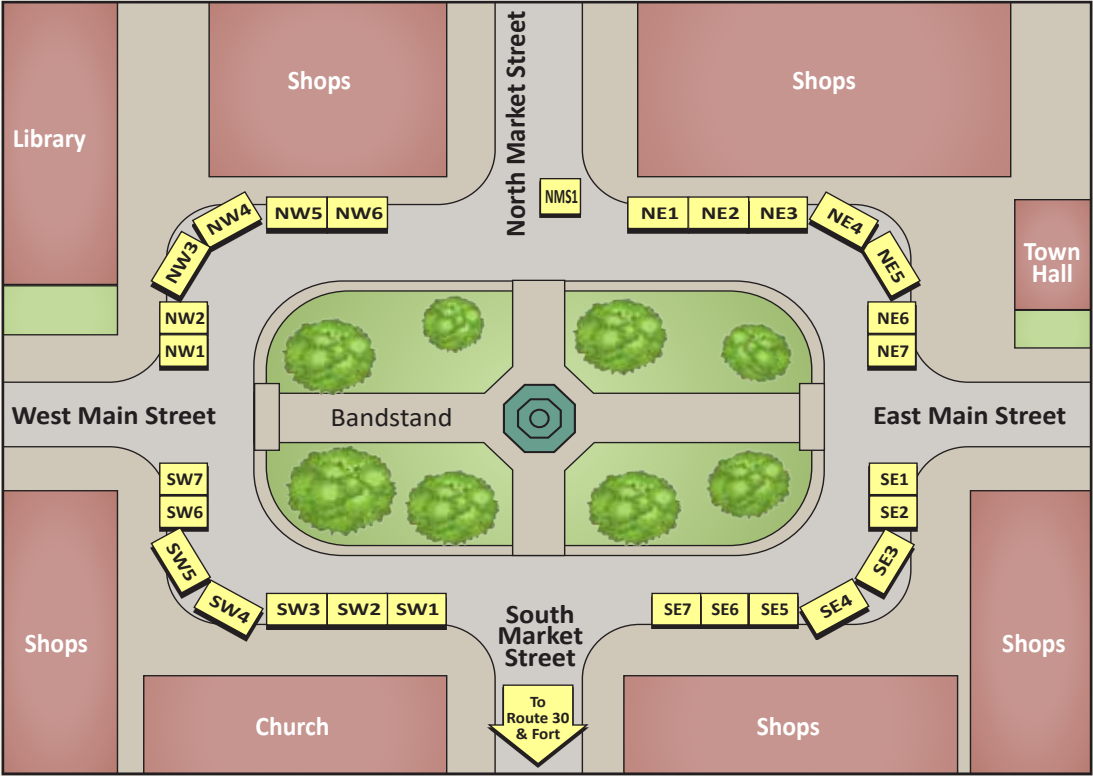 North Market Street
Shops
Shops
Library
NMS1
NW4
NW5
NW6
NE1
NE2
NE3
NE4
NW3
NE5
Town
Hall
NW2
NE6
NW1
NE7
West Main Street
Bandstand
East Main Street
SW7
SE1
SW6
SE2
SW5
SE3
SW4
SW3
SW2
SW1
South
Market
Street
SE7
SE6
SE5
SE4
Shops
Shops
To
Route 30
& Fort
Church
Shops